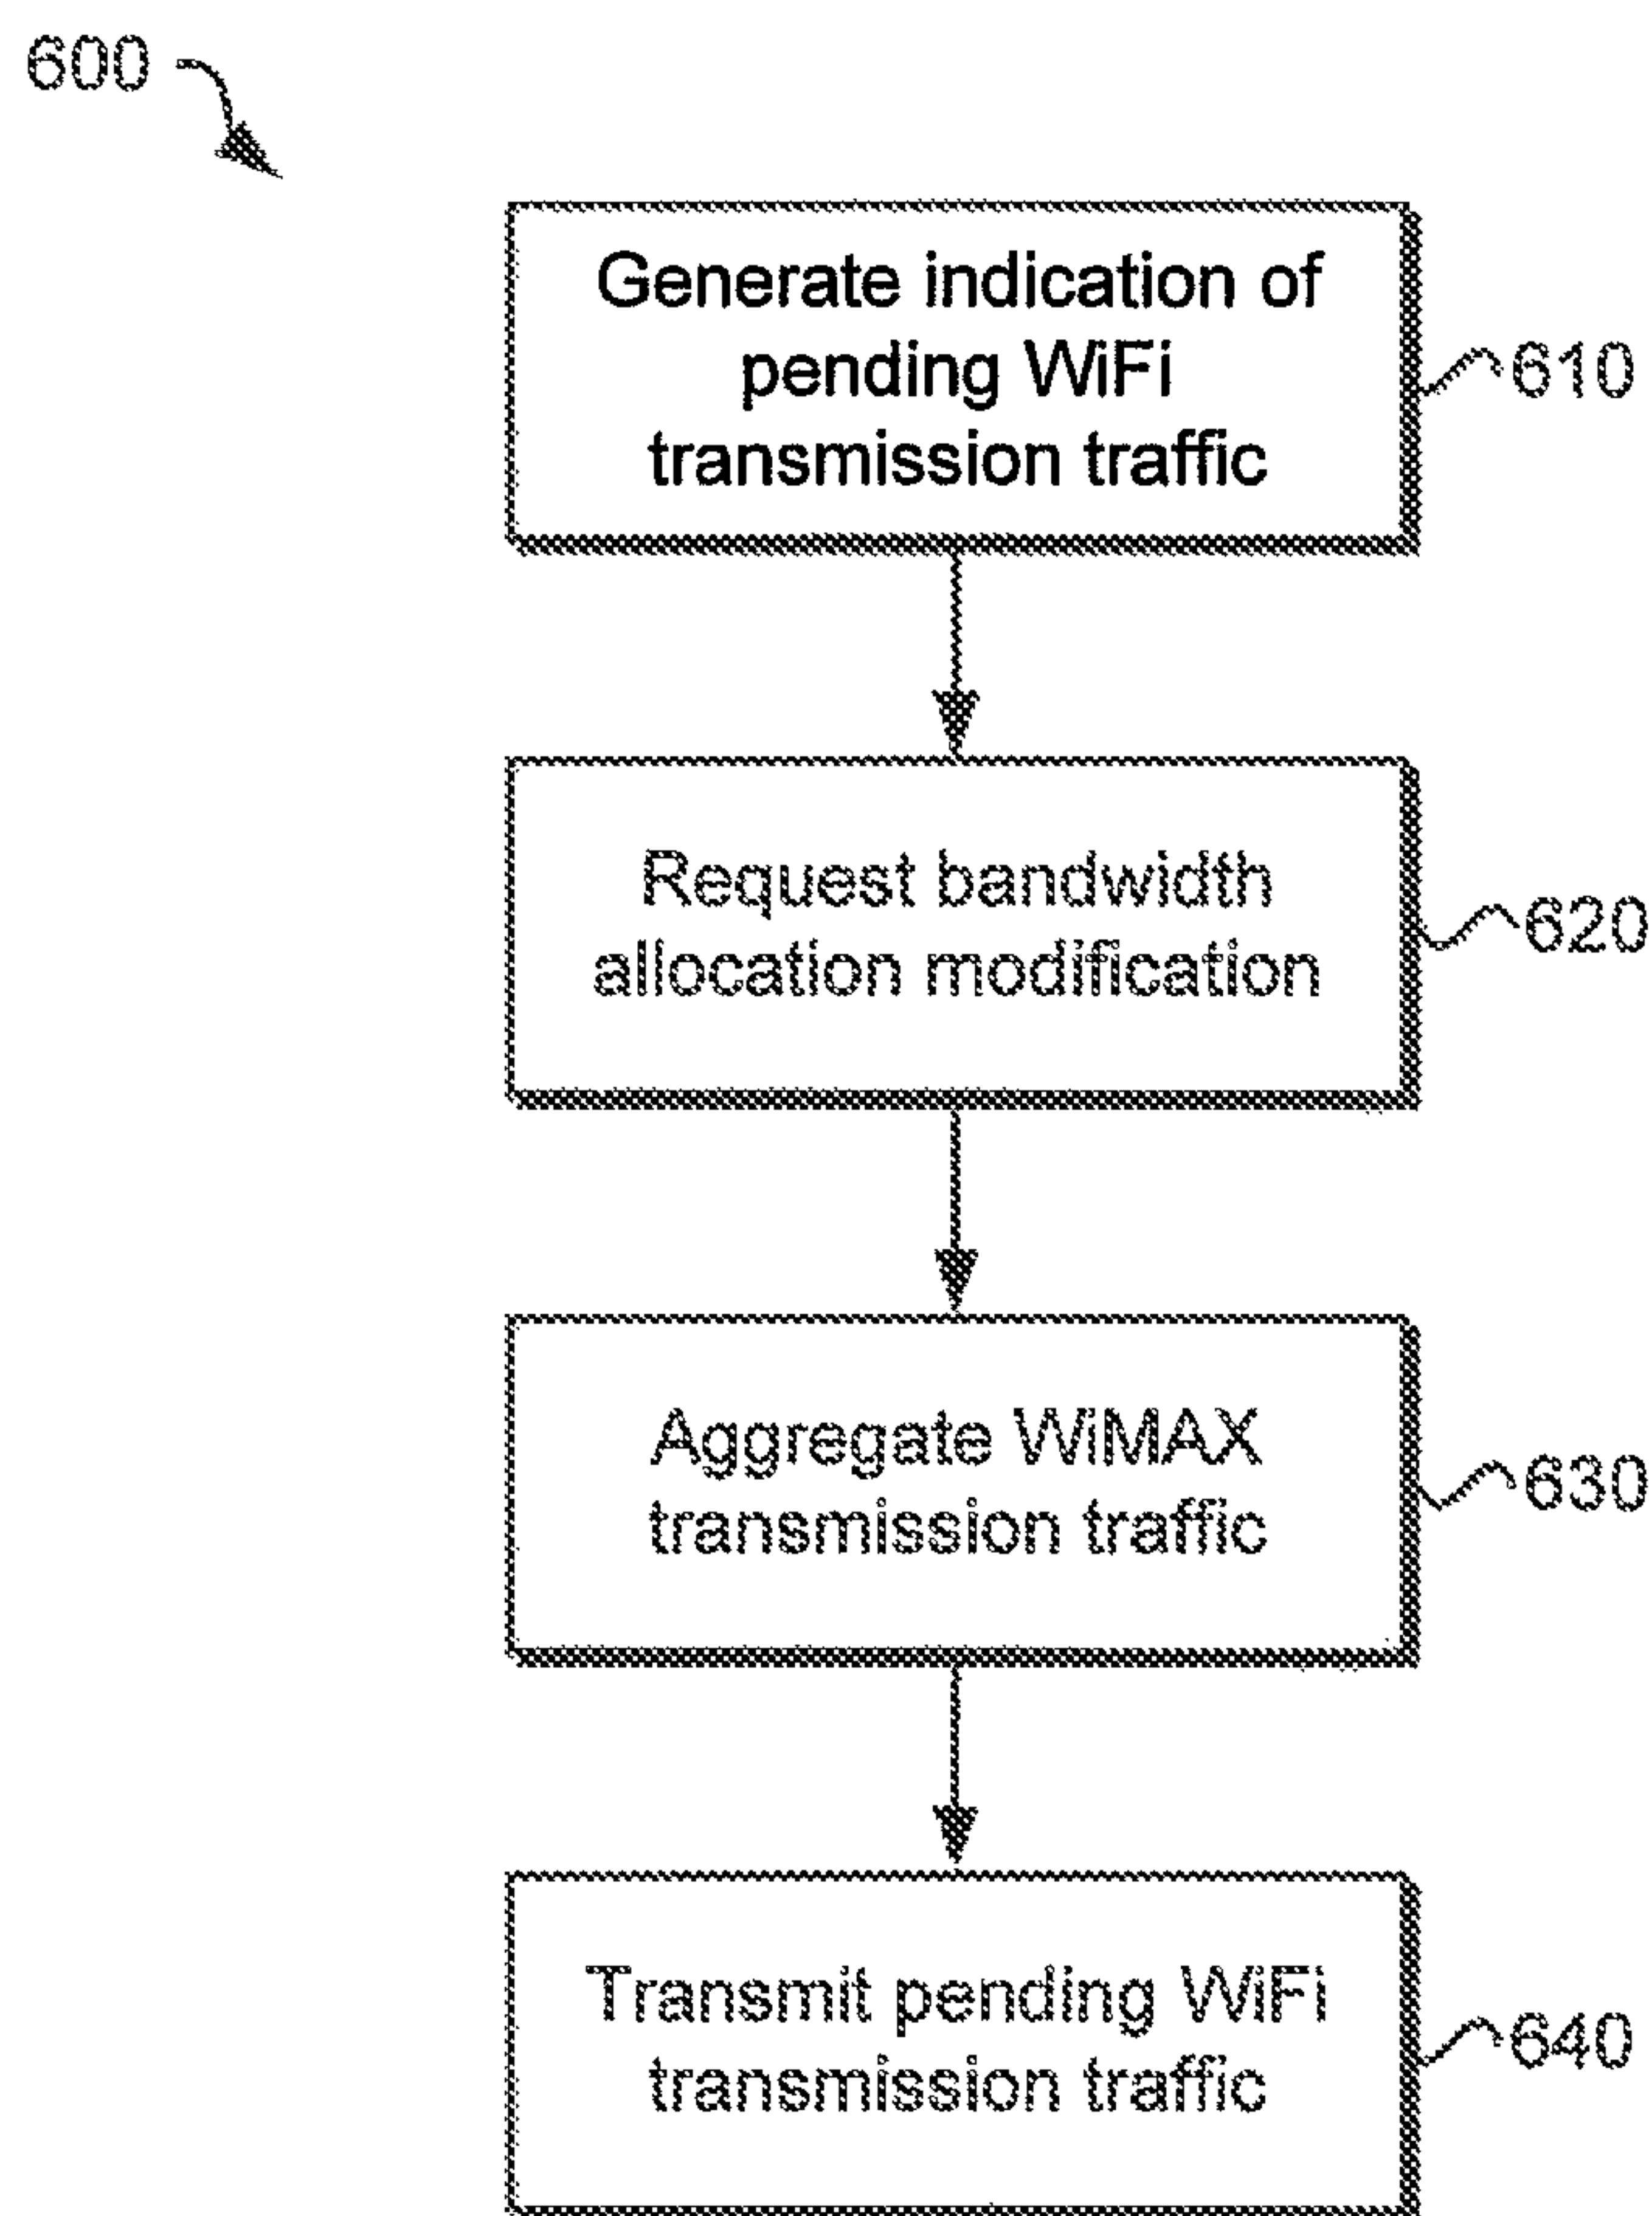 600
Generate indication of
pending WiFi
transmission traffic
610
Request bandwidth
allocation modification
620
Aggregate WiMAX
transmission traffic
630
Transmit pending WiFi
transmission traffic
640